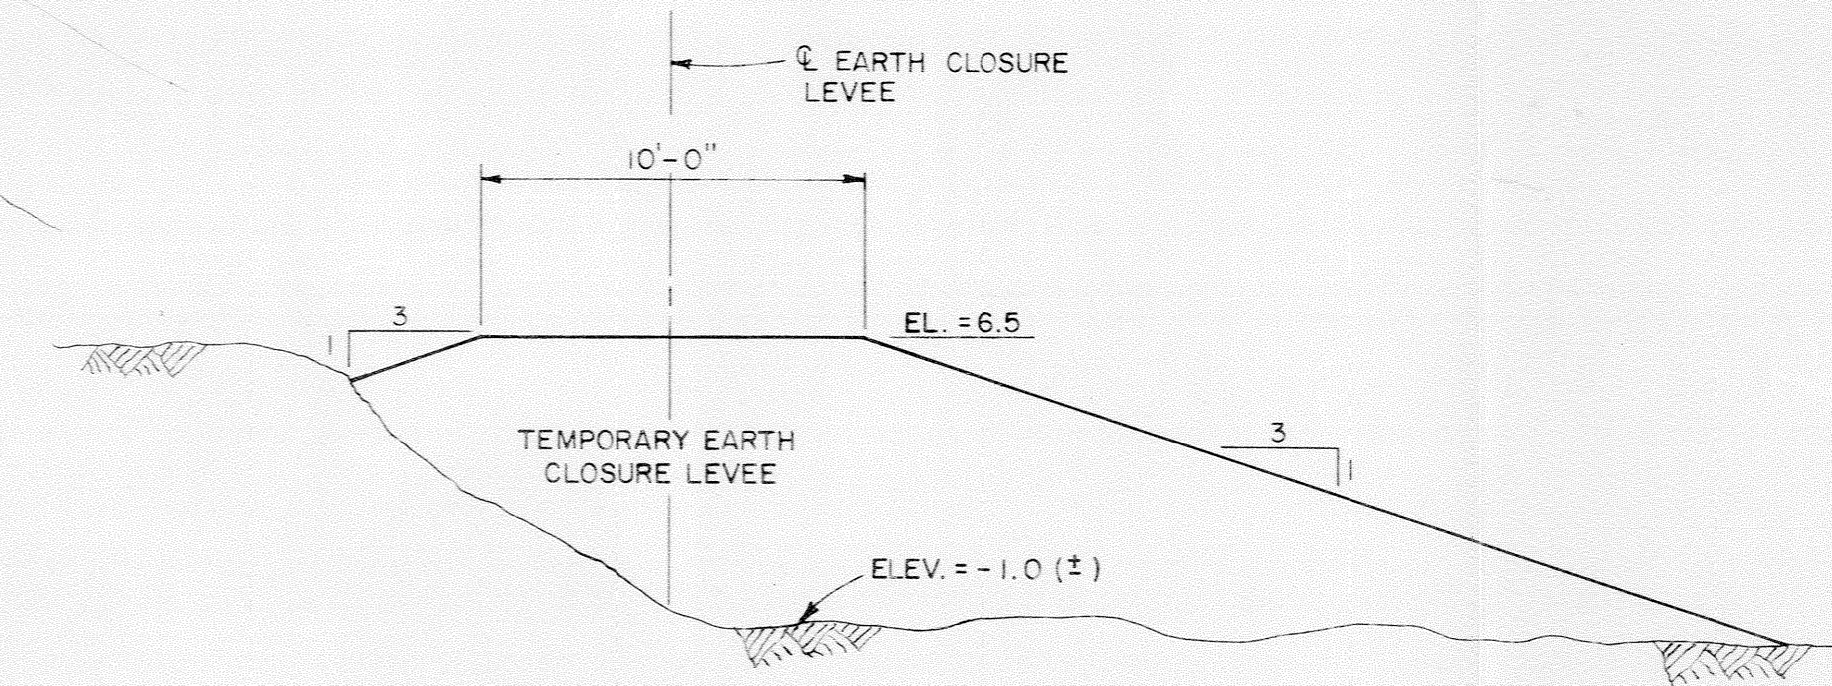 ℄ EARTH CLOSURE
LEVEE
10'-0"
3
1
EL. = 6.5
TEMPORARY EARTH
CLOSURE LEVEE
3
1
ELEV. = -1.0 (±)